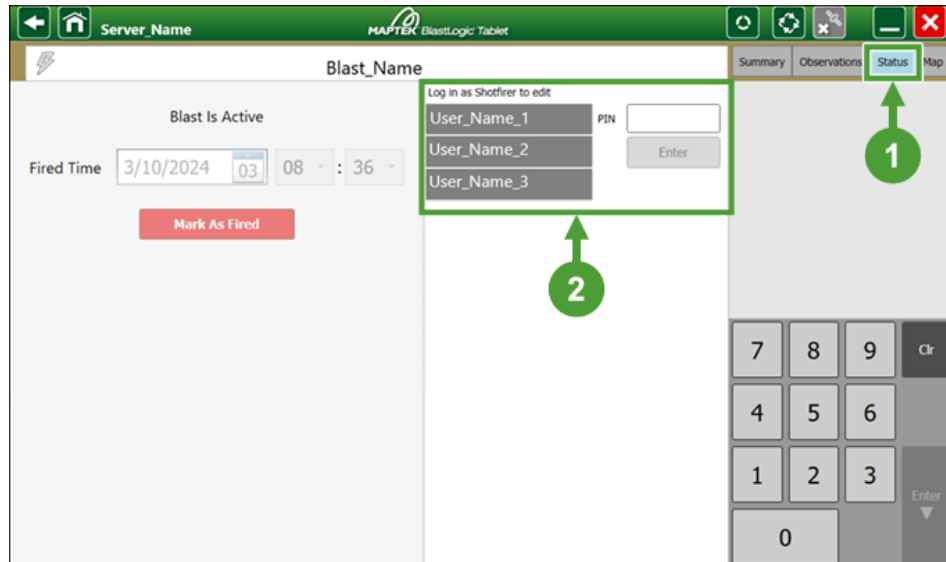 Server_Name
MAPTEK BlastLogic Tablet
Blast_Name
Summary Observations Status Map
Blast Is Active
Fired Time 3/10/2024 03 08 : 36
Mark As Fired
Log in as Shotfirer to edit
User_Name_1 PIN
User_Name_2 Enter
User_Name_3
1
2
7 8 9 Clr
4 5 6
1 2 3 Enter
0